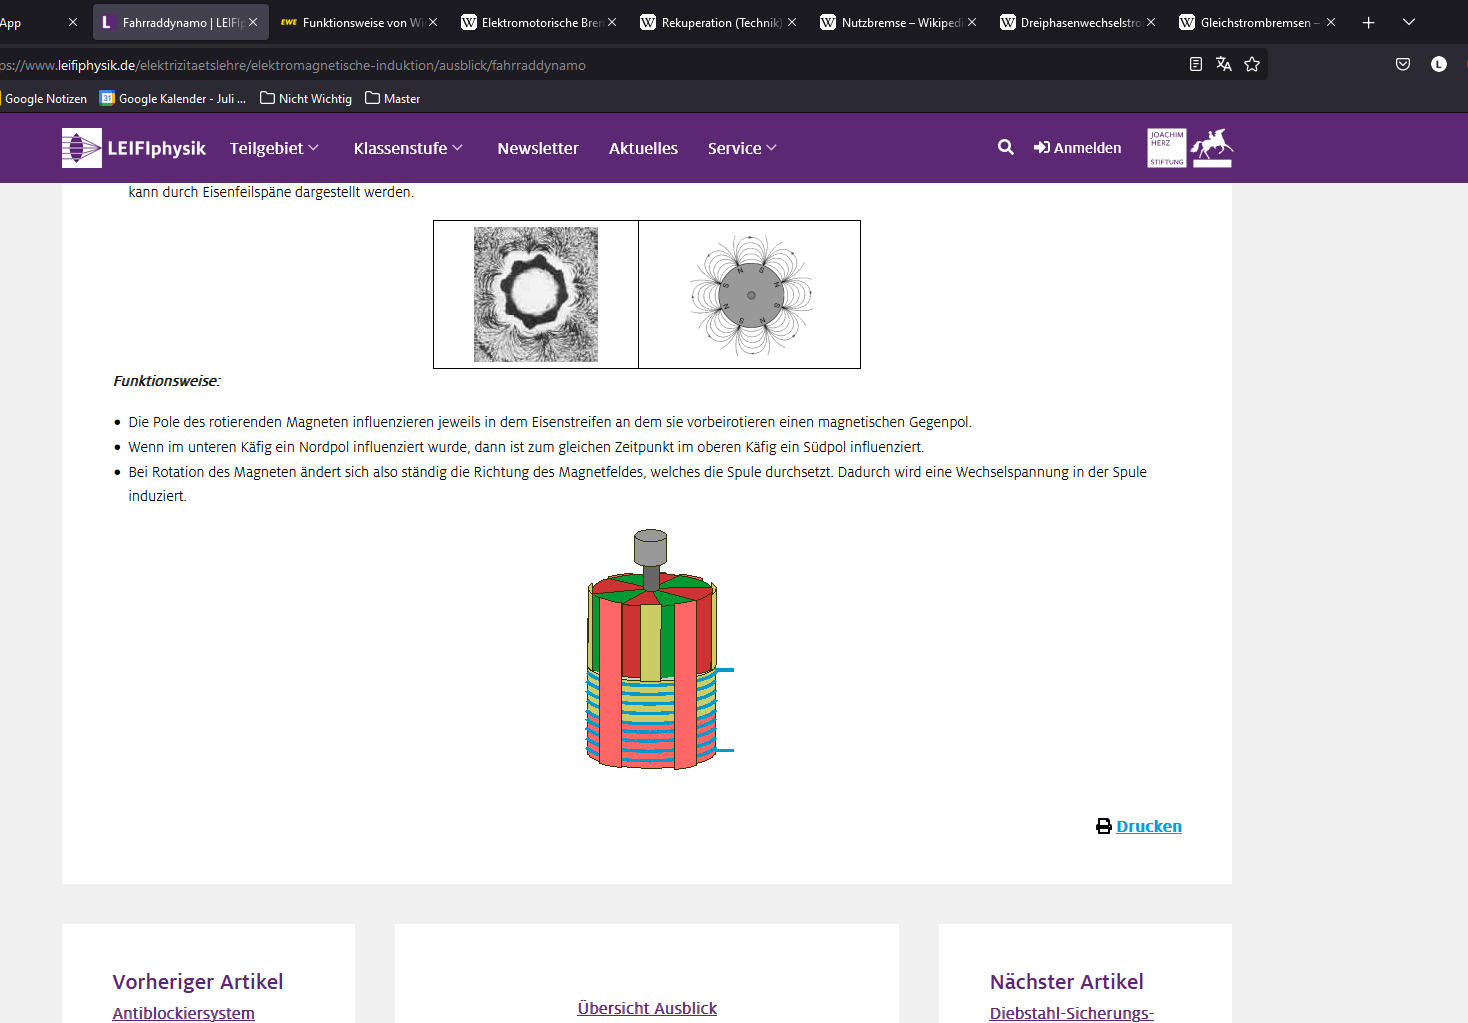 App
Fahrraddynamo | LEIFI
EWE Funktionsweise von Wi
Elektromotorische Bre
Rekuperation (Technik)
Nutzbremse – Wikipedi
Dreiphasenwechselstro
Gleichstrombremsen –
ps://www.leifiphysik.de/elektrizitaetslehre/elektromagnetische-induktion/ausblick/fahrraddynamo
L
Google Notizen
31 Google Kalender - Juli ...
Nicht Wichtig
Master
LEIFIphysik
Teilgebiet
Klassenstufe
Newsletter
Aktuelles
Service
Anmelden
JOACHIM
HERZ
STIFTUNG
kann durch Eisenfeilspäne dargestellt werden.
N S N S N S N S
Funktionsweise:
• Die Pole des rotierenden Magneten influenzieren jeweils in dem Eisenstreifen an dem sie vorbeirotieren einen magnetischen Gegenpol.
• Wenn im unteren Käfig ein Nordpol influenziert wurde, dann ist zum gleichen Zeitpunkt im oberen Käfig ein Südpol influenziert.
• Bei Rotation des Magneten ändert sich also ständig die Richtung des Magnetfeldes, welches die Spule durchsetzt. Dadurch wird eine Wechselspannung in der Spule
induziert.
Drucken
Vorheriger Artikel
Antiblockiersystem
Übersicht Ausblick
Nächster Artikel
Diebstahl-Sicherungs-